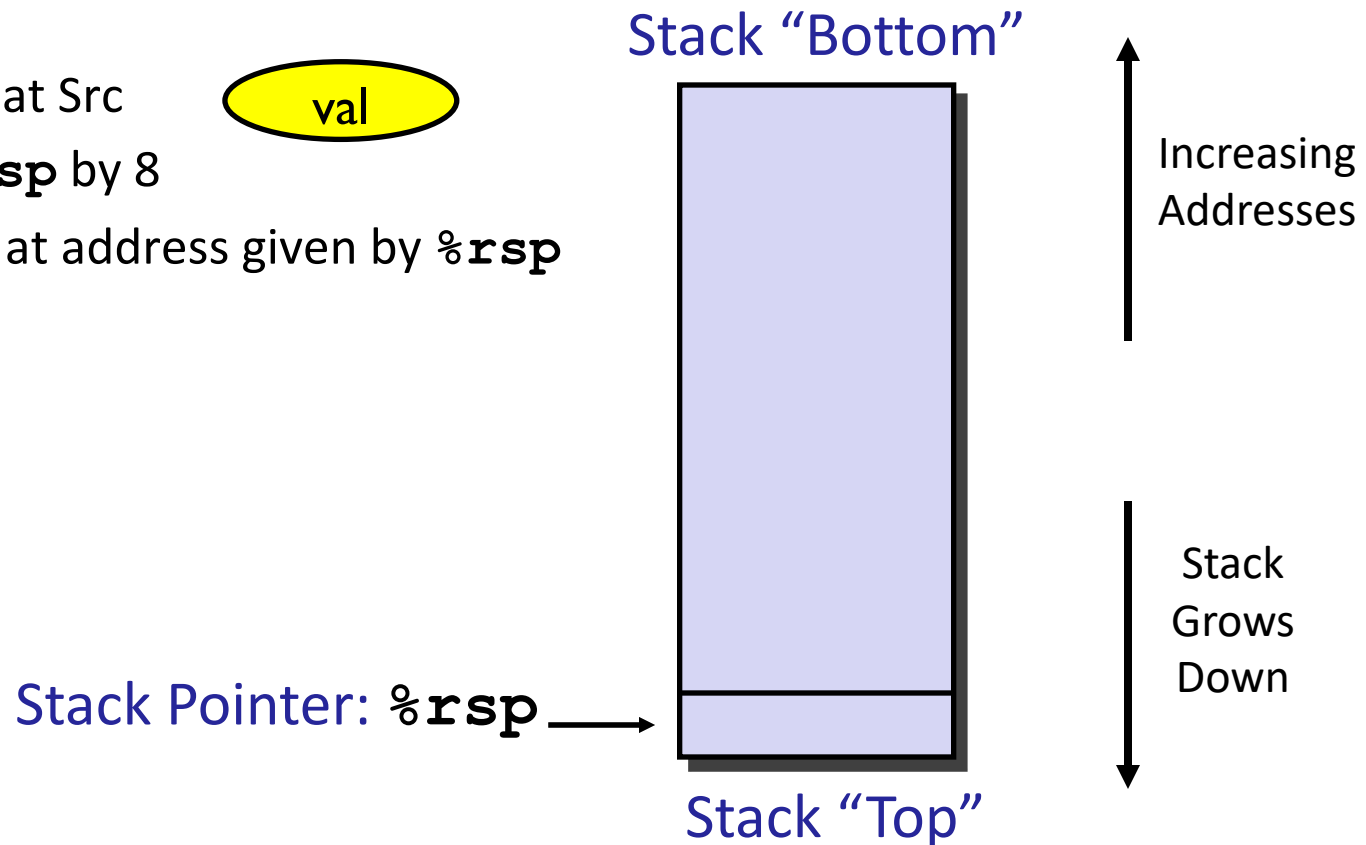 Stack “Bottom”
at Src
val
sp by 8
at address given by %rsp
Increasing
Addresses
Stack
Grows
Down
Stack Pointer: %rsp
Stack “Top”